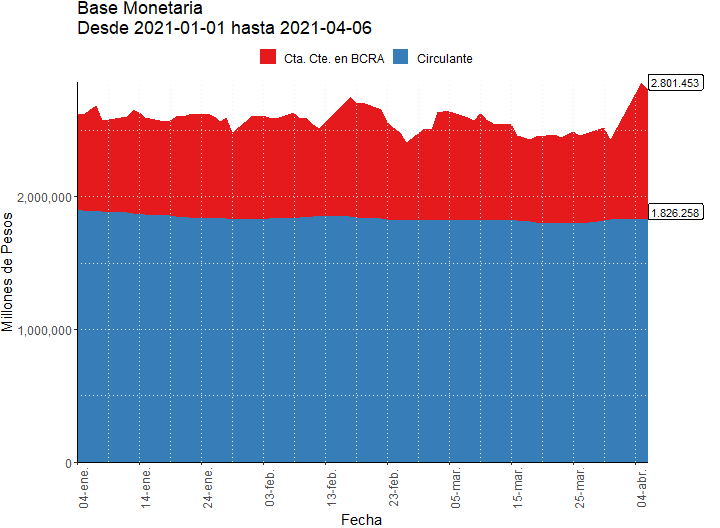 Base Monetaria
Desde 2021-01-01 hasta 2021-04-06
Cta. Cte. en BCRA
Circulante
2.801.453
2,000,000
1.826.258
1,000,000
0
Millones de Pesos
04-ene.
14-ene.
24-ene.
03-feb.
13-feb.
23-feb.
05-mar.
15-mar.
25-mar.
04-abr.
Fecha